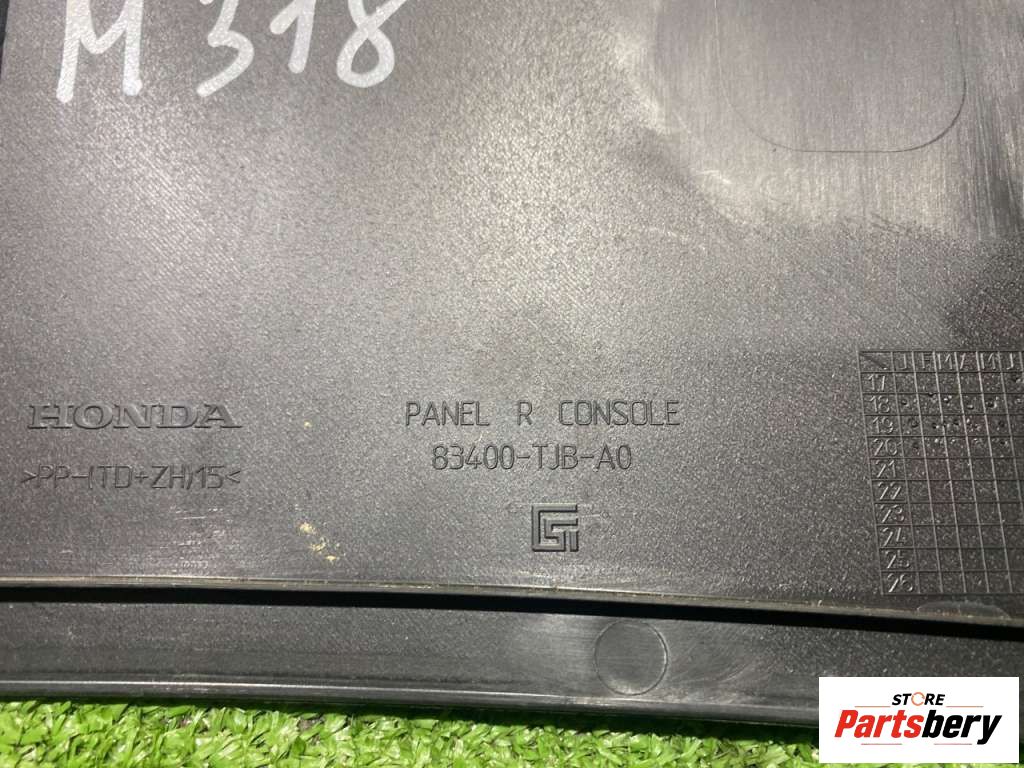 M 318
HONDA
>PP-(TD+ZH)15<
PANEL R CONSOLE
83400-TJB-A0
J F M A M J
17
18
19
20
21
22
23
24
25
26
STORE
Partsbery